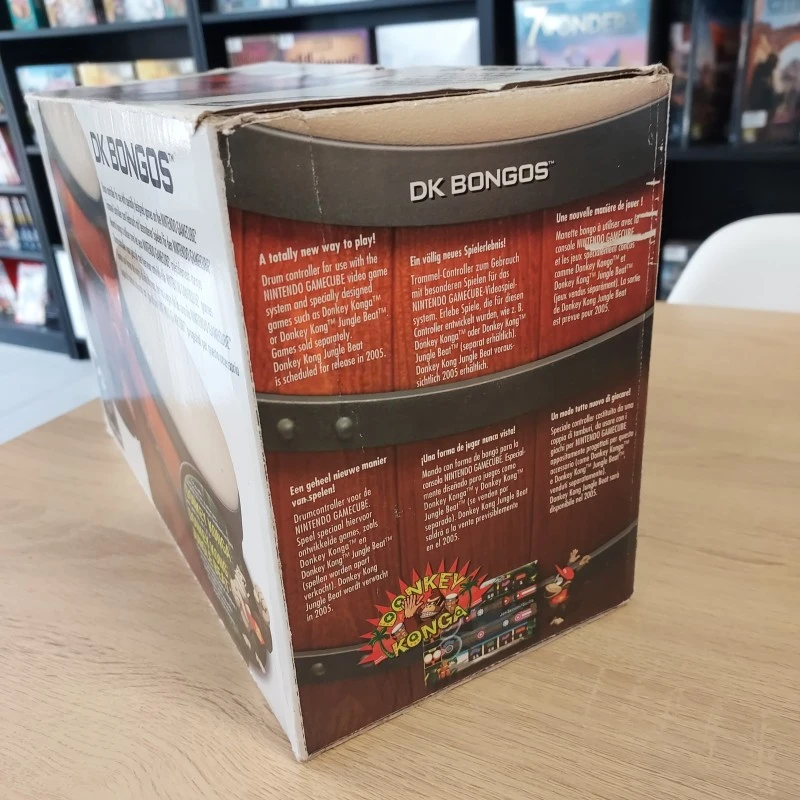 7 WONDERS
DK BONGOS™
DK BONGOS™
A totally new way to play!
Drum controller for use with the
NINTENDO GAMECUBE video game
system and specially designed
games such as Donkey Konga™
or Donkey Kong™ Jungle Beat™
Games sold separately.
Donkey Kong Jungle Beat
is scheduled for release in 2005.
Ein völlig neues Spielerlebnis!
Trommel-Controller zum Gebrauch
mit besonderen Spielen für das
NINTENDO GAMECUBE-Videospiel-
system. Erlebe Spiele, die für diesen
Controller entwickelt wurden, wie z. B.
Donkey Konga™ oder Donkey Kong™
Jungle Beat™ (separat erhältlich).
Donkey Kong Jungle Beat voraus-
sichtlich 2005 erhältlich.
Une nouvelle manière de jouer !
Manette bongo à utiliser avec la
console NINTENDO GAMECUBE
et les jeux spécialement conçus
comme Donkey Konga™ et
Donkey Kong™ Jungle Beat™
(jeux vendus séparément). La sortie
de Donkey Kong Jungle Beat
est prevue pour 2005.
Een geheel nieuwe manier
van spelen!
Drumcontroller voor de
NINTENDO GAMECUBE.
Speel speciaal hiervoor
ontwikkelde games, zoals
Donkey Konga™ en
Donkey Kong™ Jungle Beat™
(spellen worden apart
verkocht). Donkey Kong
Jungle Beat wordt verwacht
in 2005.
¡Una forma de jugar nunca vista!
Mando con forma de bongó para la
consola NINTENDO GAMECUBE. Especial-
mente diseñado para juegos como
Donkey Konga™ y Donkey Kong™
Jungle Beat™ (se venden por
separado). Donkey Kong Jungle Beat
saldrá a la venta previsiblemente
en el 2005.
Un modo tutto nuovo di giocare!
Speciale controller costituito da una
coppia di tamburi, da usare con i
giochi per NINTENDO GAMECUBE
appositamente progettati per questo
accessorio (come Donkey Konga™
o Donkey Kong™ Jungle Beat™,
venduti separatamente).
Donkey Kong Jungle Beat sarà
disponibile nel 2005.
DONKEY
KONGA